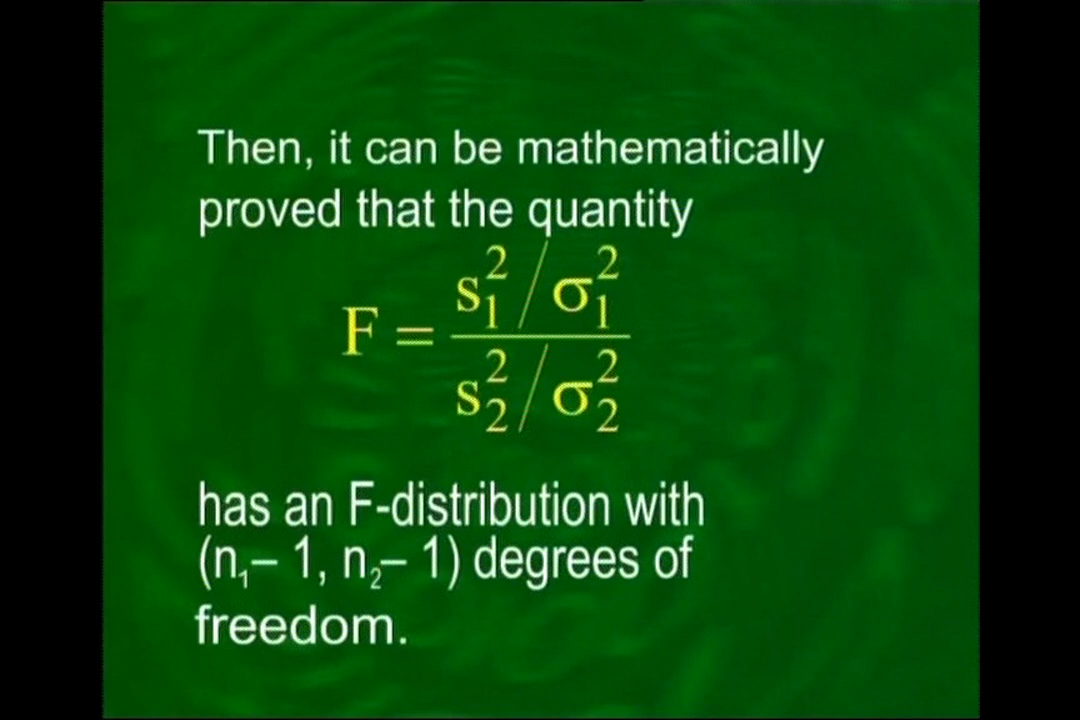 Then, it can be mathematically
proved that the quantity
F = (s₁²/σ₁²) / (s₂²/σ₂²)
has an F-distribution with
(n₁– 1, n₂– 1) degrees of
freedom.